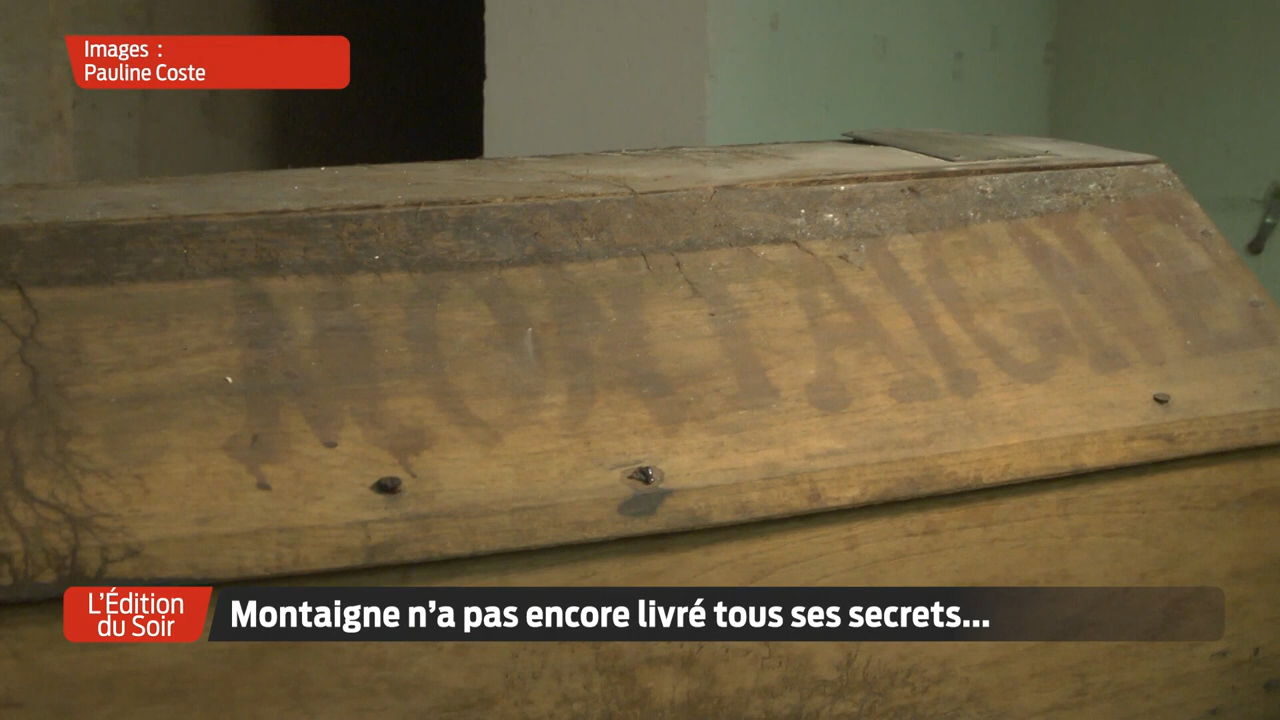 Images :
Pauline Coste
MONTAIGNE
L'Édition
du Soir
Montaigne n'a pas encore livré tous ses secrets...